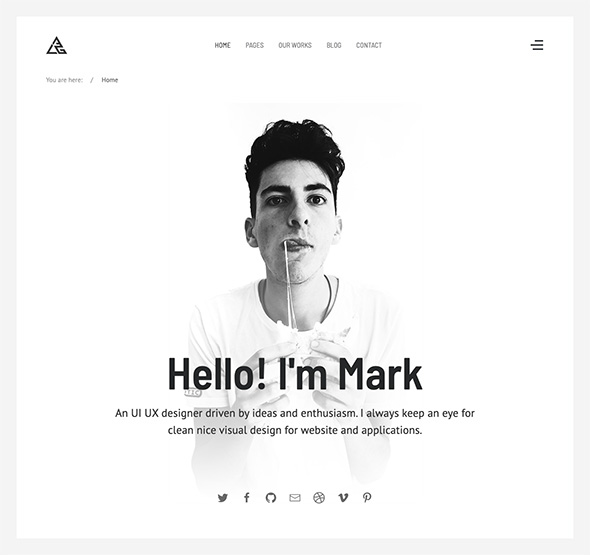 HOME PAGES OUR WORKS BLOG CONTACT
You are here: / Home
Hello! I'm Mark
An UI UX designer driven by ideas and enthusiasm. I always keep an eye for
clean nice visual design for website and applications.